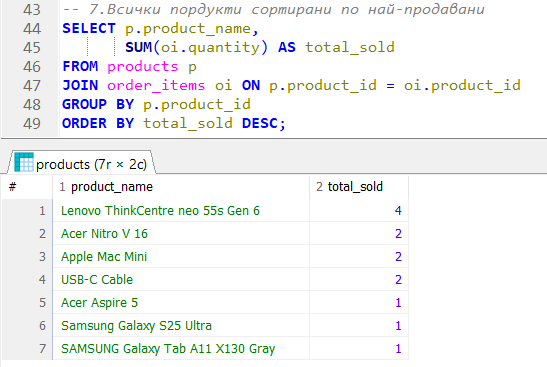 43 -- 7.Всички пордукти сортирани по най-продавани
44 SELECT p.product_name,
45 SUM(oi.quantity) AS total_sold
46 FROM products p
47 JOIN order_items oi ON p.product_id = oi.product_id
48 GROUP BY p.product_id
49 ORDER BY total_sold DESC;
products (7r × 2c)
# 1 product_name 2 total_sold
1 Lenovo ThinkCentre neo 55s Gen 6 4
2 Acer Nitro V 16 2
3 Apple Mac Mini 2
4 USB-C Cable 2
5 Acer Aspire 5 1
6 Samsung Galaxy S25 Ultra 1
7 SAMSUNG Galaxy Tab A11 X130 Gray 1